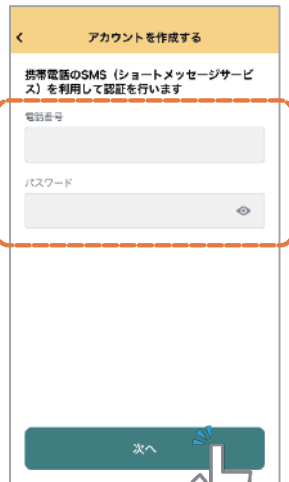 アカウントを作成する
携帯電話のSMS（ショートメッセージサービ
ス）を利用して認証を行います
電話番号
パスワード
次へ